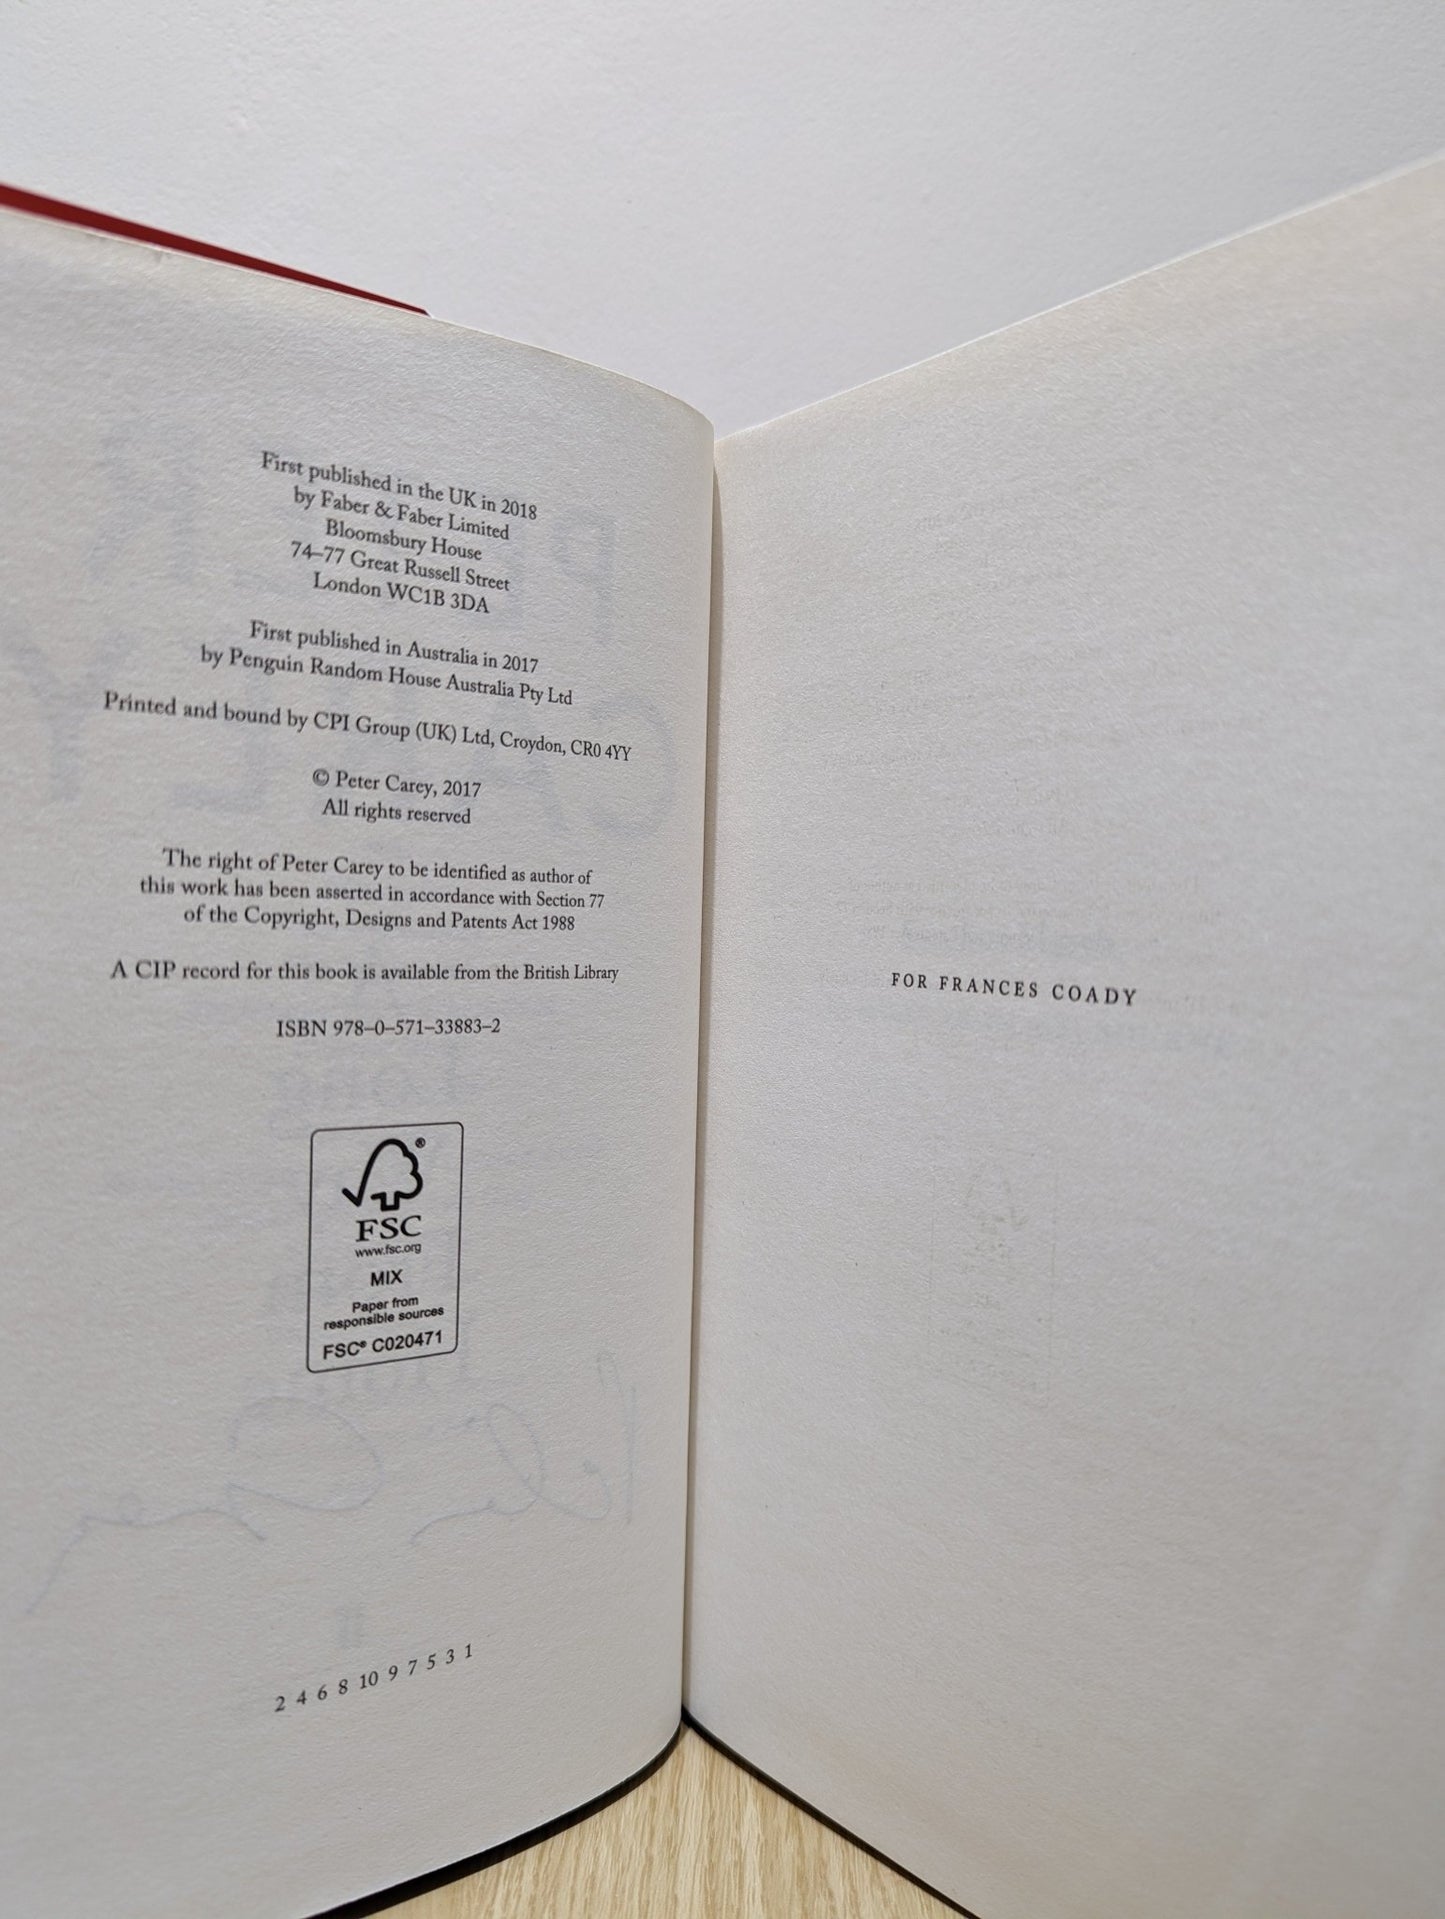 First published in the UK in 2018
by Faber & Faber Limited
Bloomsbury House
74–77 Great Russell Street
London WC1B 3DA
First published in Australia in 2017
by Penguin Random House Australia Pty Ltd
Printed and bound by CPI Group (UK) Ltd, Croydon, CR0 4YY
© Peter Carey, 2017
All rights reserved
The right of Peter Carey to be identified as author of
this work has been asserted in accordance with Section 77
of the Copyright, Designs and Patents Act 1988
A CIP record for this book is available from the British Library
ISBN 978–0–571–33883–2
®
FSC
www.fsc.org
MIX
Paper from
responsible sources
FSC® C020471
2 4 6 8 10 9 7 5 3 1
FOR FRANCES COADY